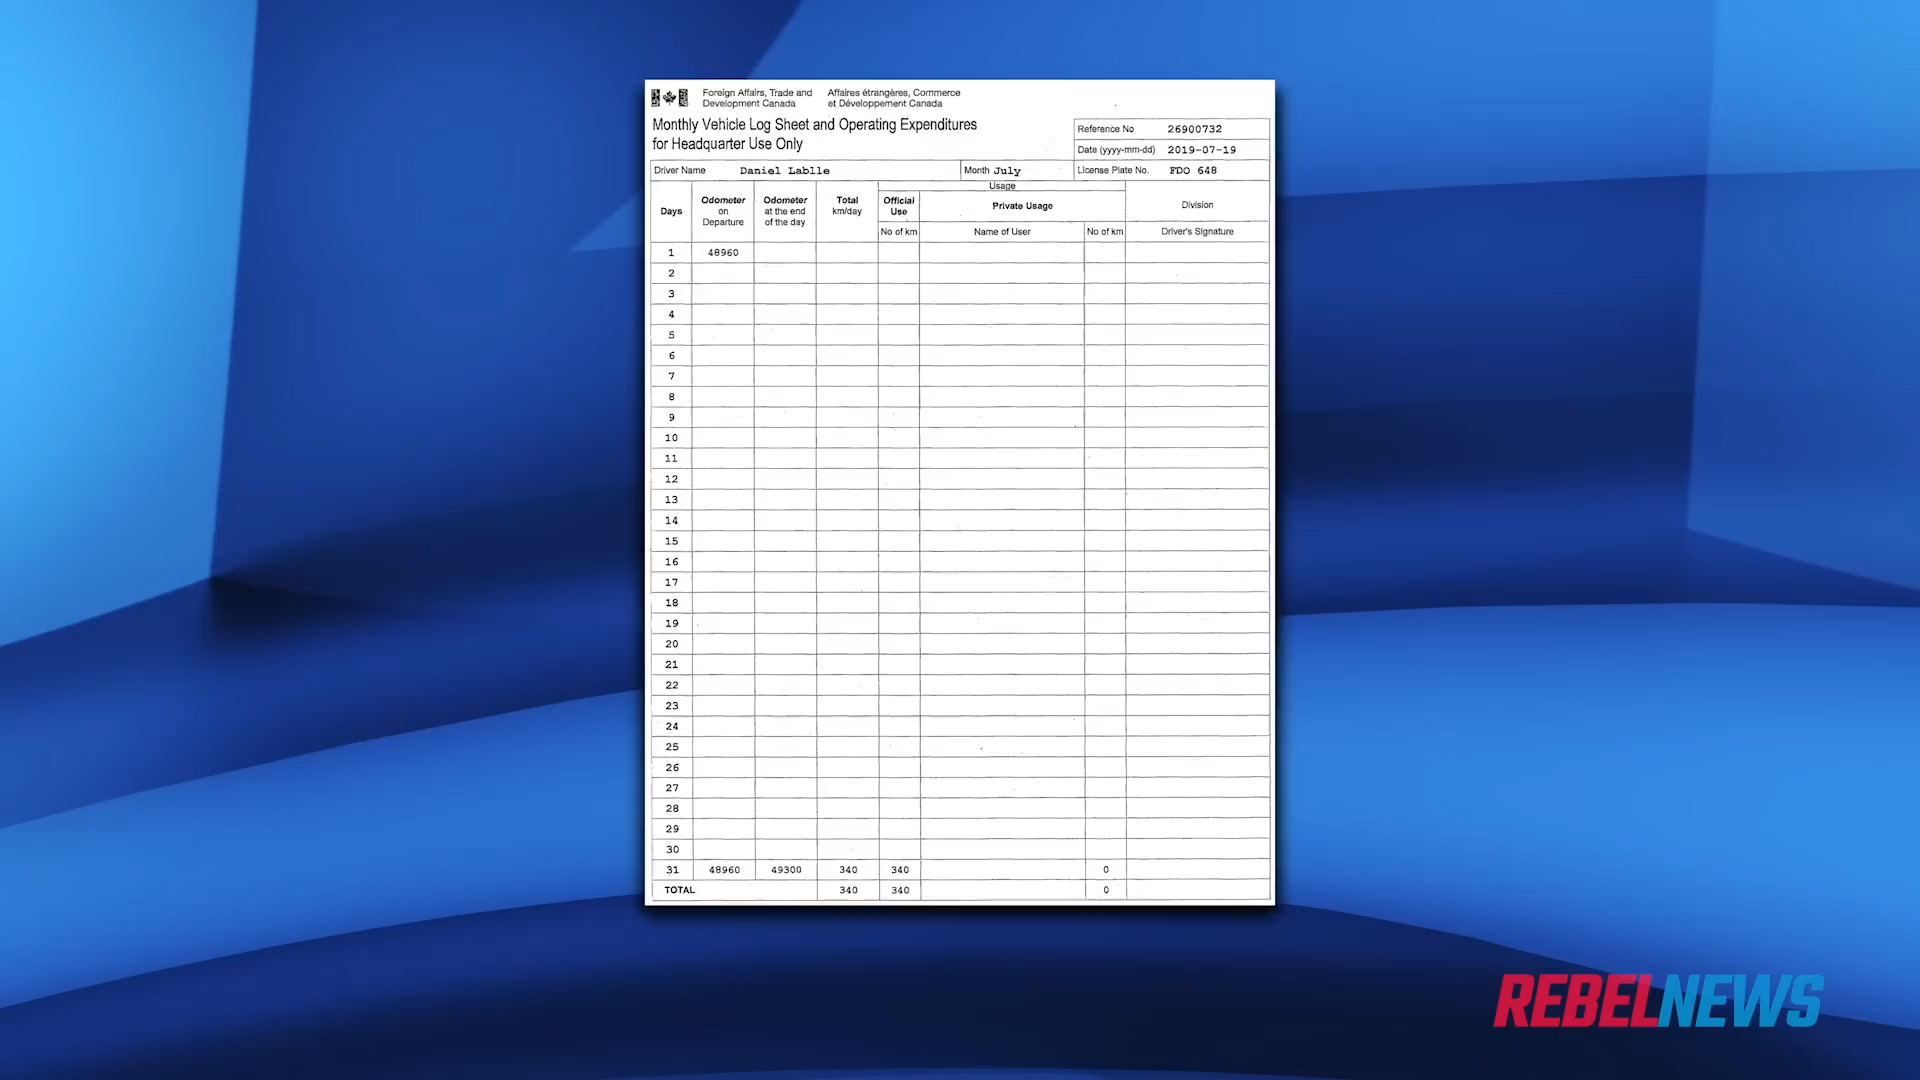 Foreign Affairs, Trade and Development Canada
Affaires étrangères, Commerce et Développement Canada
Monthly Vehicle Log Sheet and Operating Expenditures
for Headquarter Use Only
Reference No 26900732
Date (yyyy-mm-dd) 2019-07-19
Driver Name Daniel Lablle Month July License Plate No. FDO 648
Usage
Days Odometer on Departure Odometer at the end of the day Total km/day Official Use Private Usage Division
No of km Name of User No of km Driver's Signature
1 48960
2
3
4
5
6
7
8
9
10
11
12
13
14
15
16
17
18
19
20
21
22
23
24
25
26
27
28
29
30
31 48960 49300 340 340 0
TOTAL 340 340 0
REBELNEWS